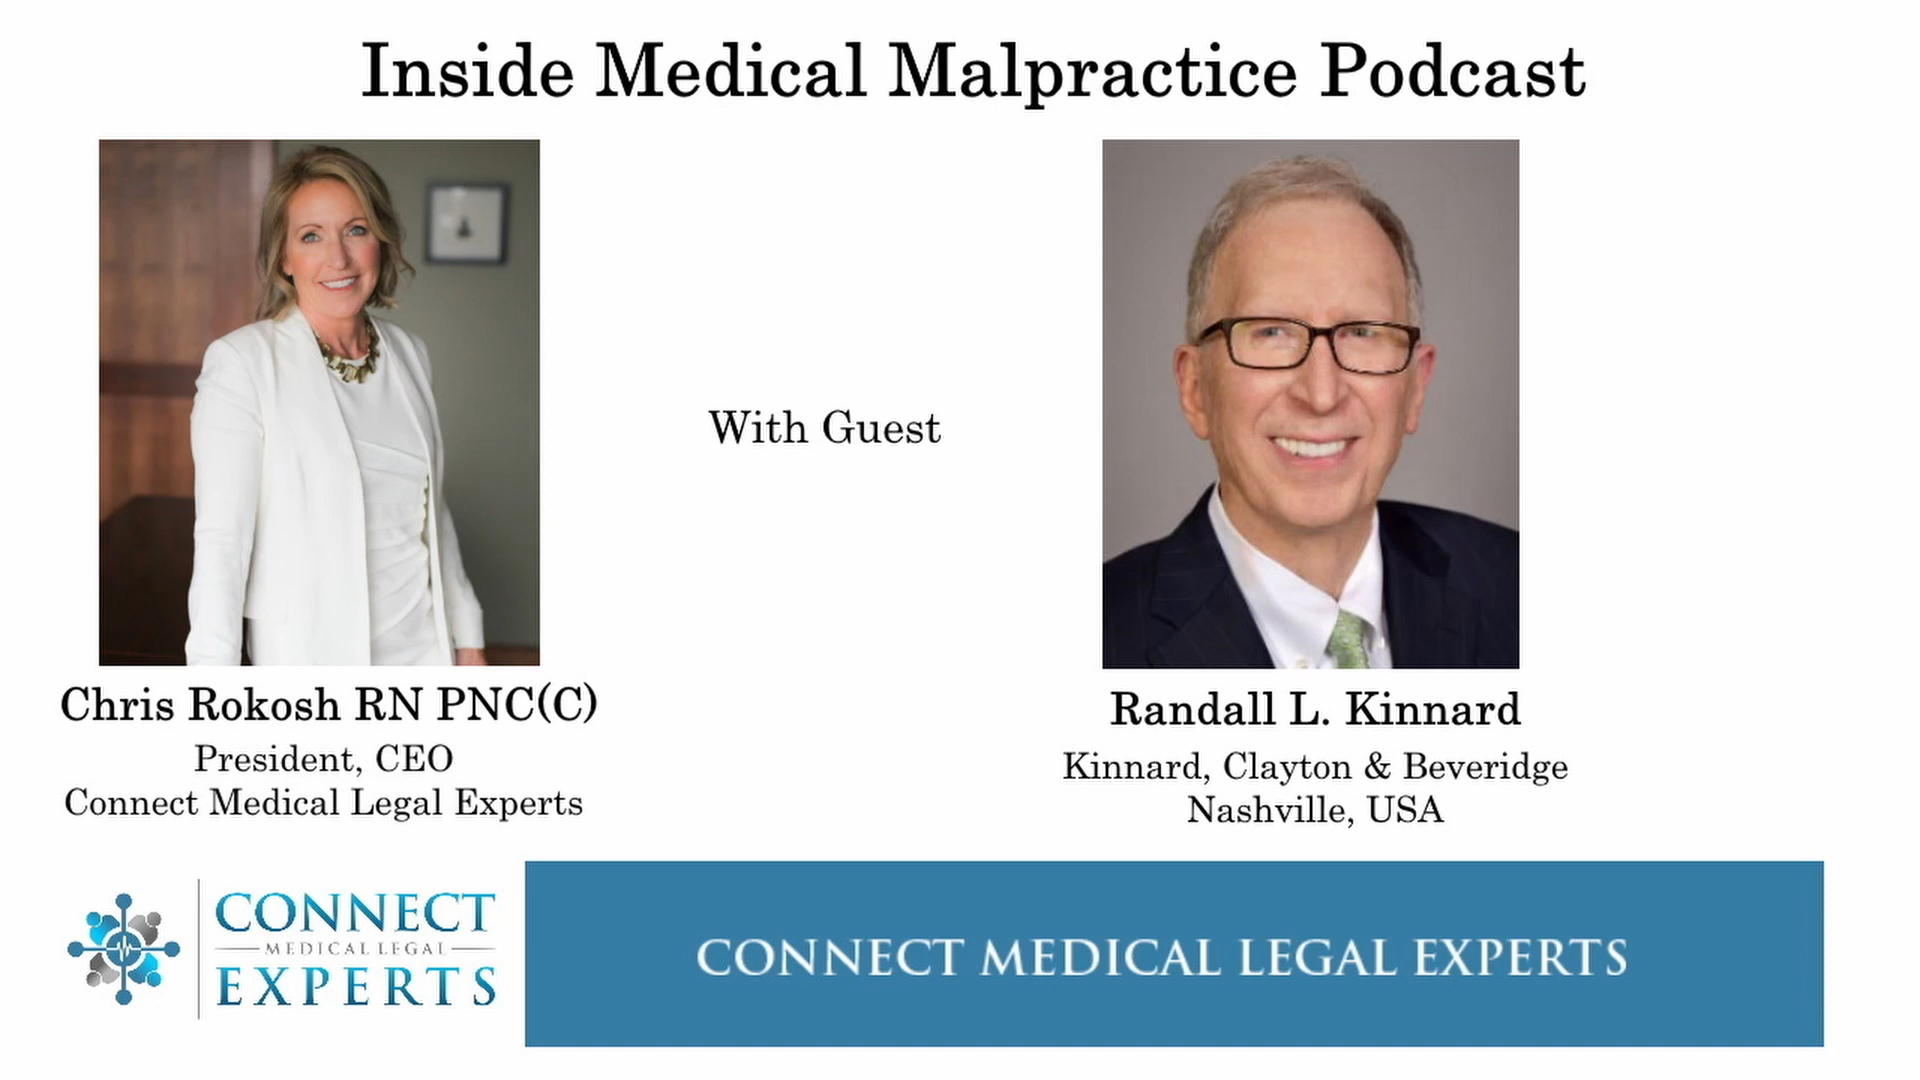 Inside Medical Malpractice Podcast
With Guest
Chris Rokosh RN PNC(C)
President, CEO
Connect Medical Legal Experts
Randall L. Kinnard
Kinnard, Clayton & Beveridge
Nashville, USA
CONNECT
MEDICAL LEGAL
EXPERTS
CONNECT MEDICAL LEGAL EXPERTS